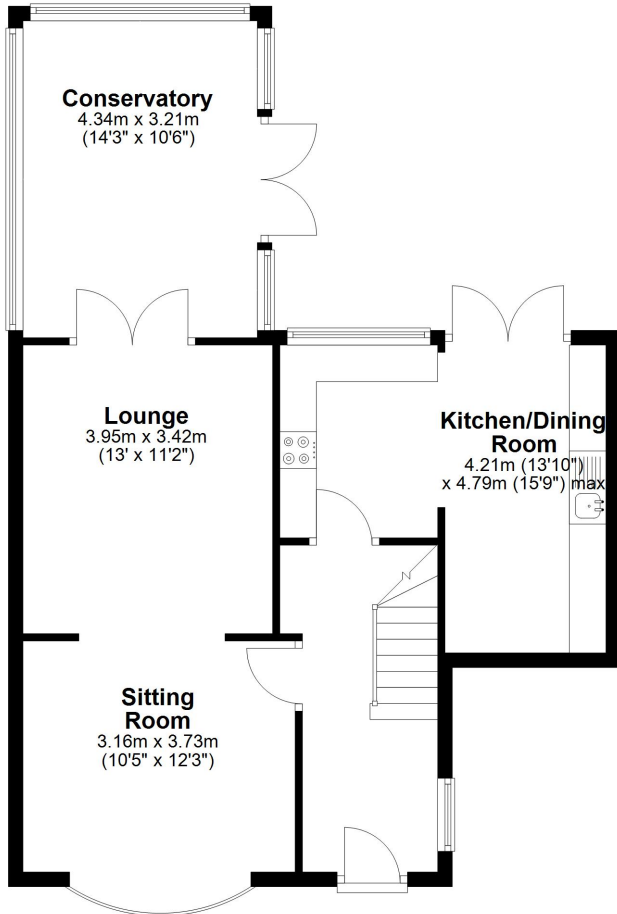 Conservatory
4.34m x 3.21m
(14'3" x 10'6")
Lounge
3.95m x 3.42m
(13' x 11'2")
Kitchen/Dining
Room
4.21m (13'10")
x 4.79m (15'9") max
Sitting
Room
3.16m x 3.73m
(10'5" x 12'3")